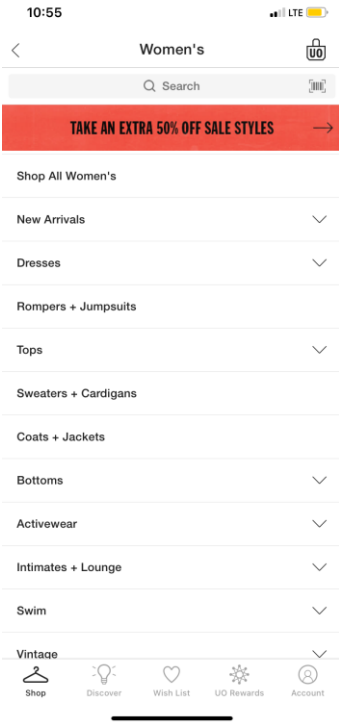 10:55
LTE
Women's
UO
Search
TAKE AN EXTRA 50% OFF SALE STYLES
Shop All Women's
New Arrivals
Dresses
Rompers + Jumpsuits
Tops
Sweaters + Cardigans
Coats + Jackets
Bottoms
Activewear
Intimates + Lounge
Swim
Vintage
Shop Discover Wish List UO Rewards Account